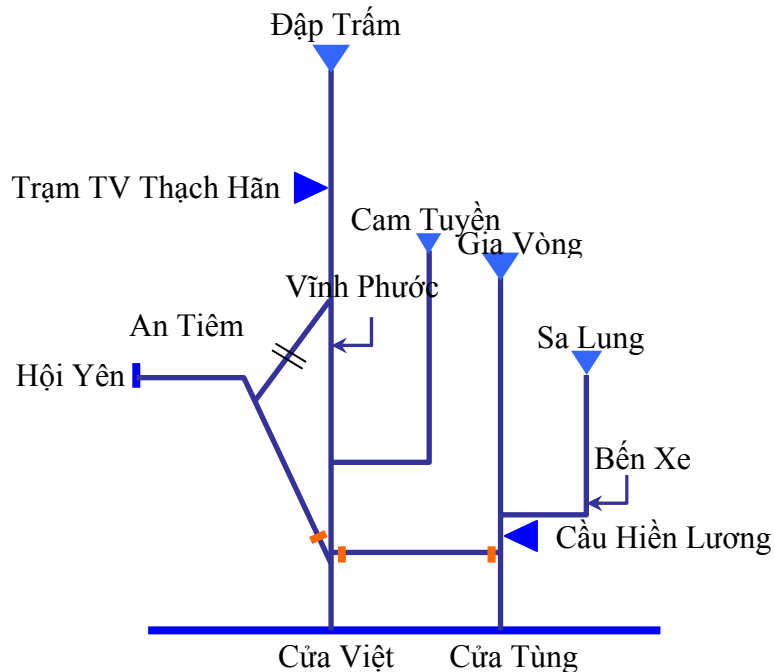 Đập Trấm
Trạm TV Thạch Hãn
Cam Tuyền
Gia Vòng
Vĩnh Phước
An Tiêm
Sa Lung
Hội Yên
Bến Xe
Cầu Hiền Lương
Cửa Việt
Cửa Tùng